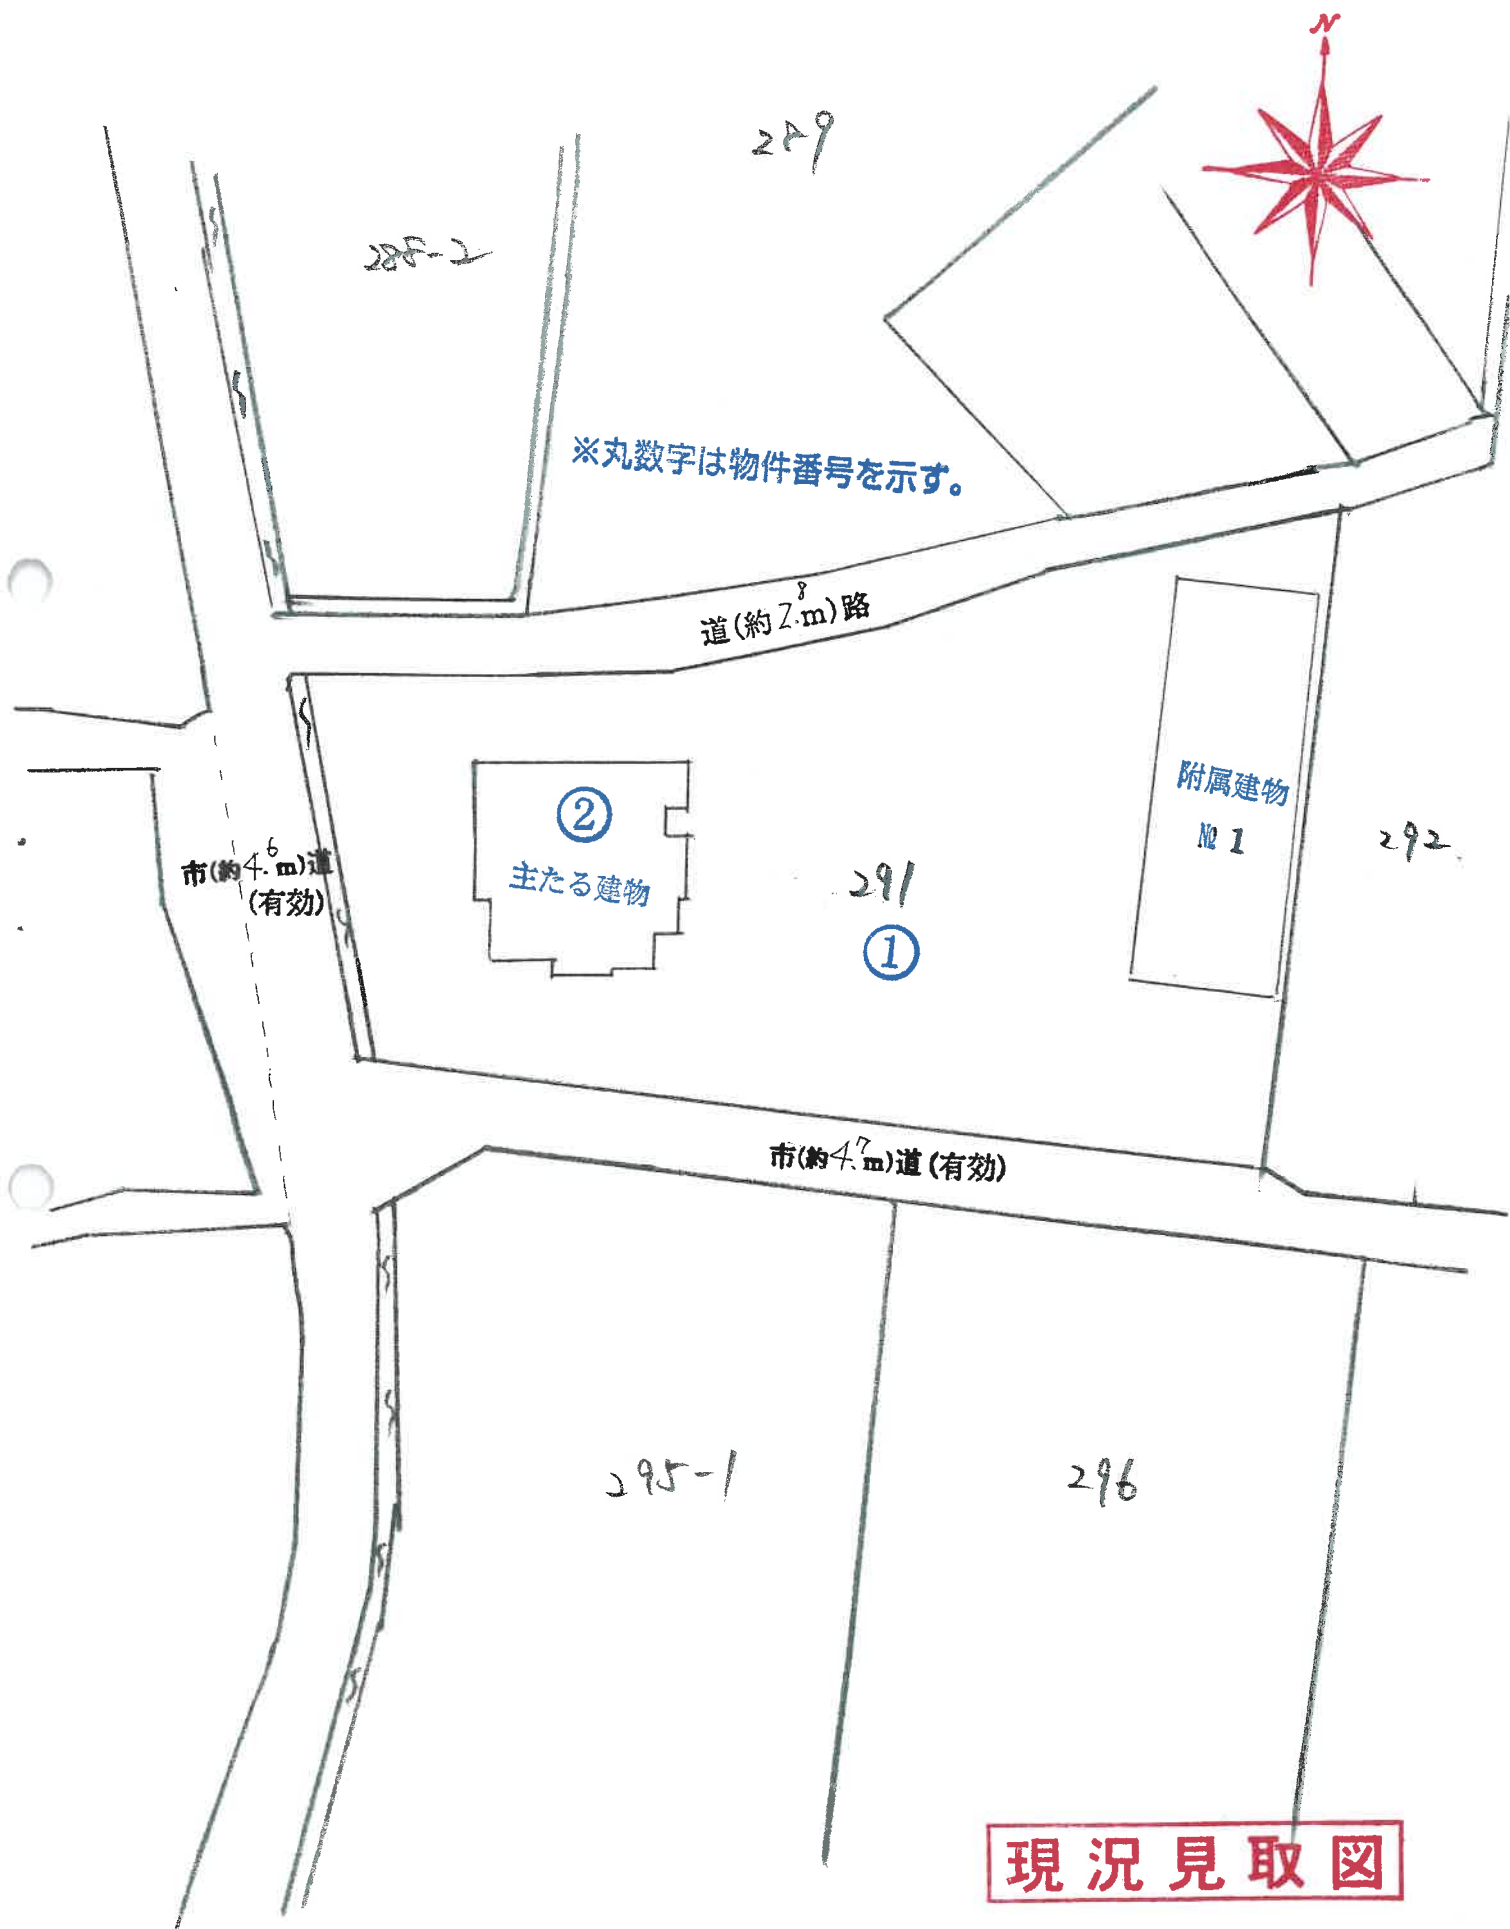 N
289
288-2
※丸数字は物件番号を示す。
道(約2.8m)路
②
主たる建物
附属建物
№1
292
市(約4.6m)道
(有効)
291
①
市(約4.7m)道(有効)
295-1
296
現況見取図